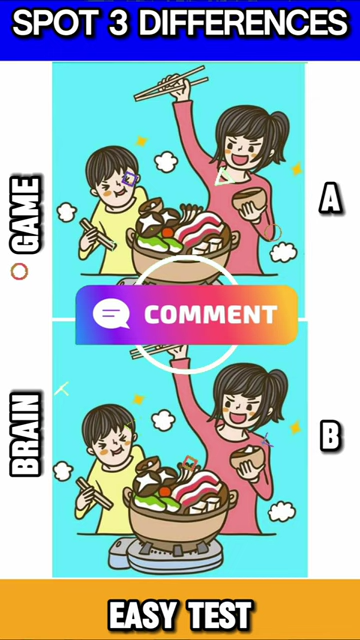 SPOT 3 DIFFERENCES
GAME
A
COMMENT
BRAIN
B
EASY TEST